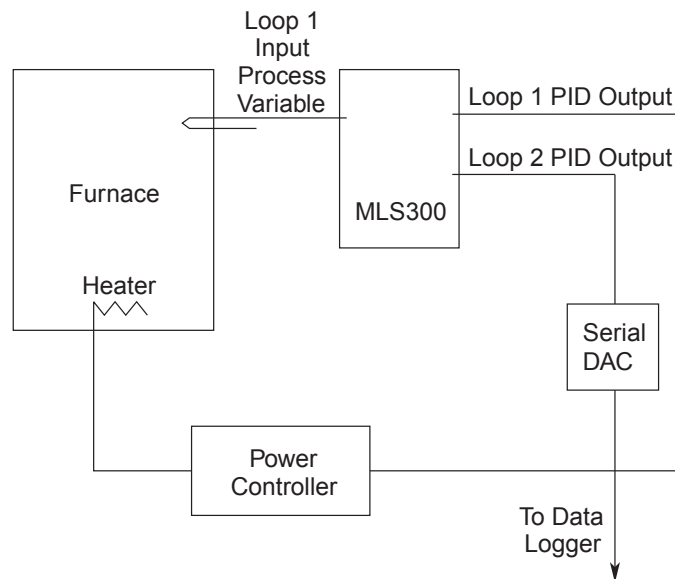 Loop 1
Input
Process
Variable
Loop 1 PID Output
Loop 2 PID Output
Furnace
MLS300
Heater
Serial
DAC
Power
Controller
To Data
Logger